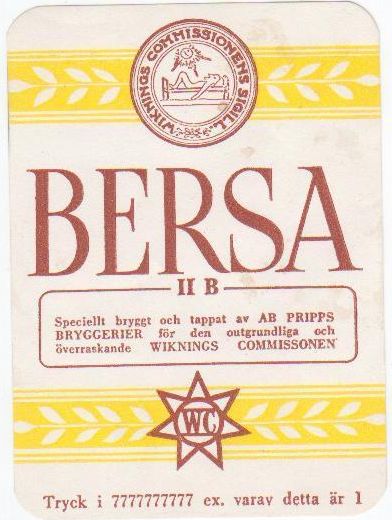 WIKNINGS COMMISSIONENS SIGILL.
BERSA
II B
Speciellt bryggt och tappat av AB PRIPPS
BRYGGERIER för den outgrundliga och
överraskande WIKNINGS COMMISSONEN
WC
Tryck i 7777777777 ex. varav detta är 1